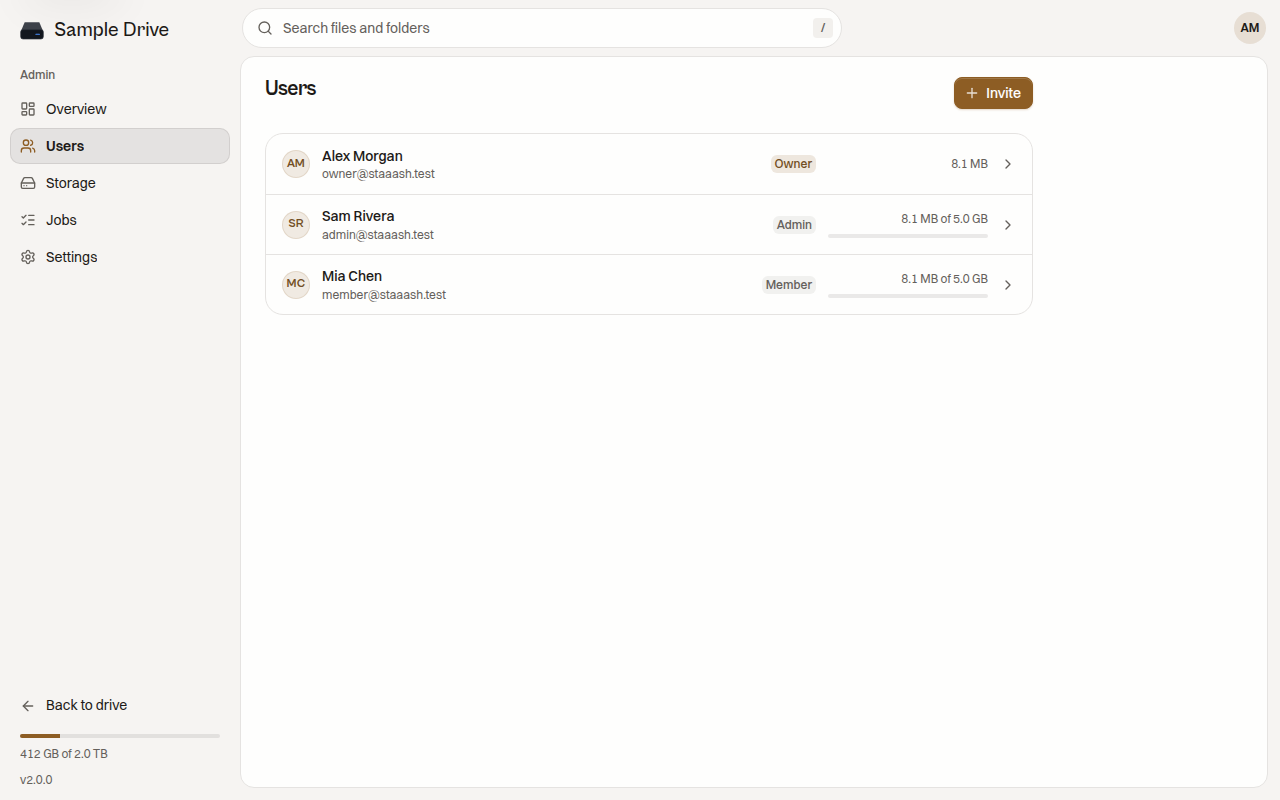 Sample Drive
Search files and folders
/
AM
Admin
Overview
Users
Storage
Jobs
Settings
Users
Invite
AM
Alex Morgan
owner@staaash.test
Owner
8.1 MB
SR
Sam Rivera
admin@staaash.test
Admin
8.1 MB of 5.0 GB
MC
Mia Chen
member@staaash.test
Member
8.1 MB of 5.0 GB
Back to drive
412 GB of 2.0 TB
v2.0.0